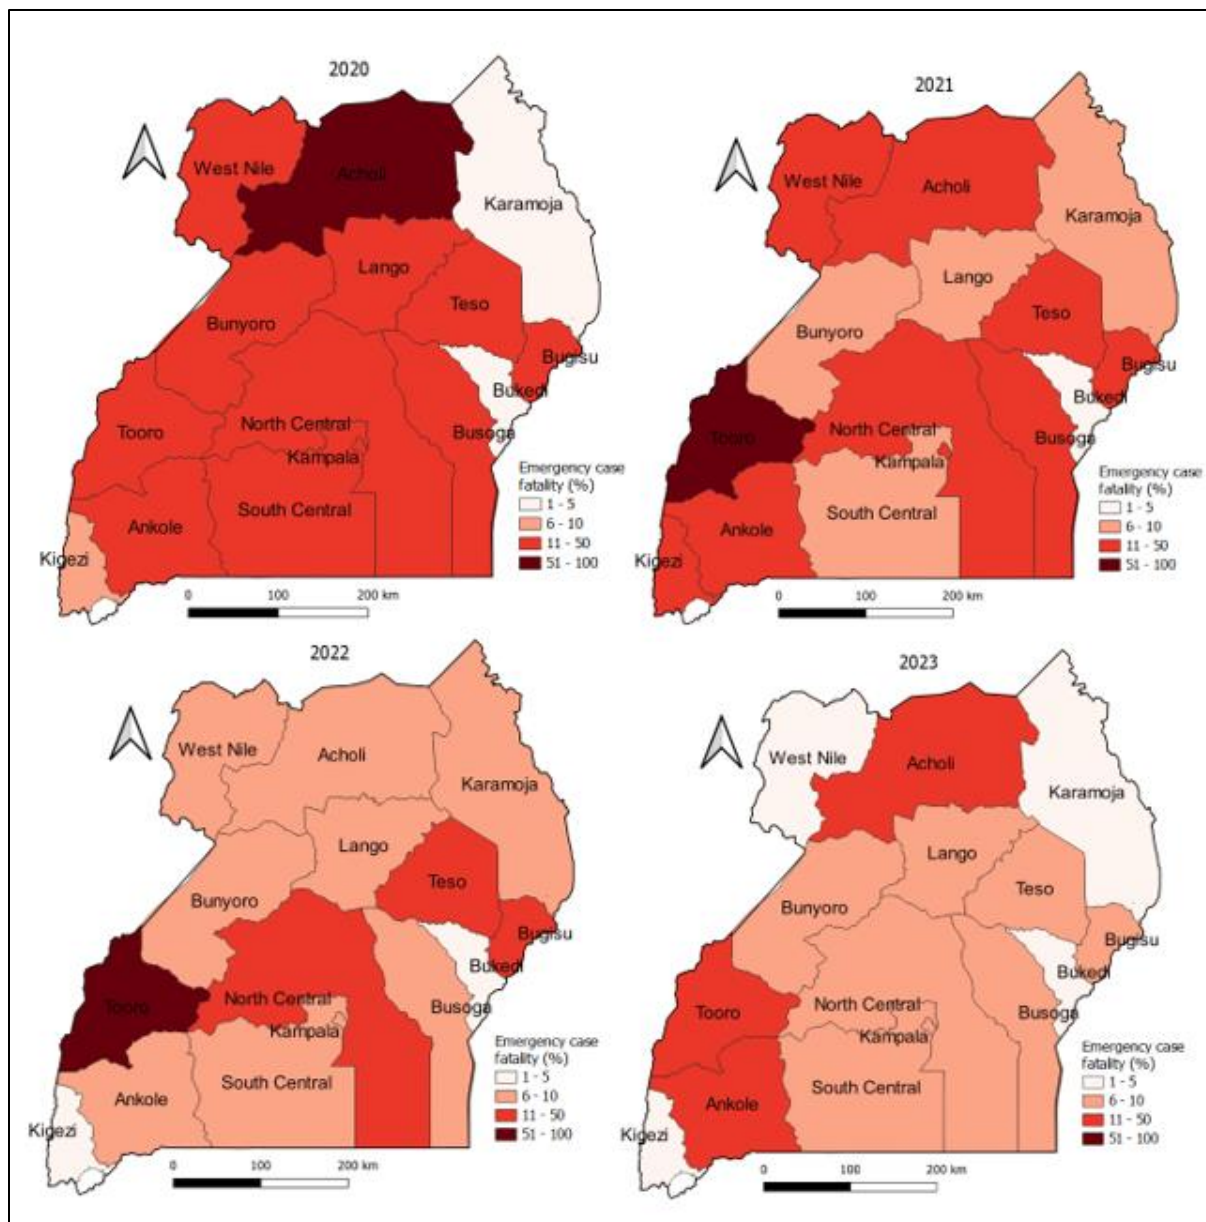 2020
West Nile
Acholi
Karamoja
Lango
Teso
Bunyoro
Bugisu
Bukedi
Tooro
North Central
Busoga
Kampala
Ankole
South Central
Kigezi
Emergency case
fatality (%)
1 - 5
6 - 10
11 - 50
51 - 100
0 100 200 km
2021
West Nile
Acholi
Karamoja
Lango
Teso
Bunyoro
Bugisu
Bukedi
Tooro
North Central
Busoga
Kampala
Ankole
South Central
Kigezi
Emergency case
fatality (%)
1 - 5
6 - 10
11 - 50
51 - 100
0 100 200 km
2022
West Nile
Acholi
Karamoja
Lango
Teso
Bunyoro
Bugisu
Bukedi
Tooro
North Central
Busoga
Kampala
Ankole
South Central
Kigezi
Emergency case
fatality (%)
1 - 5
6 - 10
11 - 50
51 - 100
0 100 200 km
2023
West Nile
Acholi
Karamoja
Lango
Teso
Bunyoro
Bugisu
Bukedi
Tooro
North Central
Busoga
Kampala
Ankole
South Central
Kigezi
Emergency case
fatality (%)
1 - 5
6 - 10
11 - 50
51 - 100
0 100 200 km